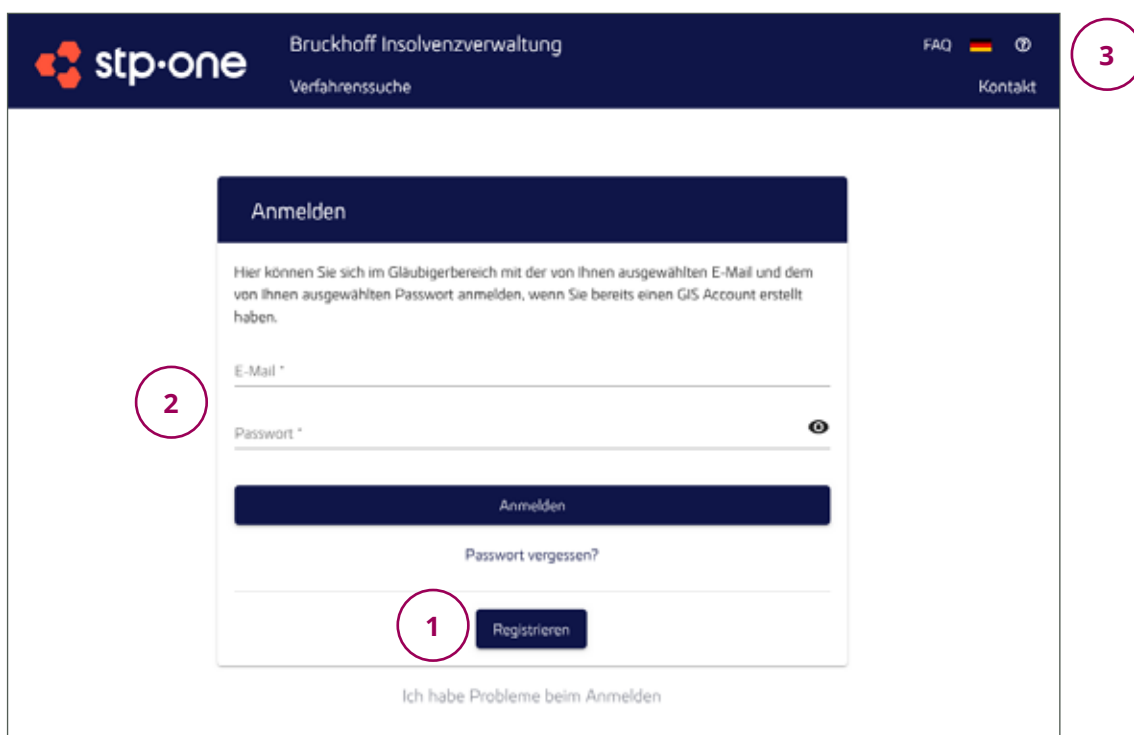 stp•one
Bruckhoff Insolvenzverwaltung
FAQ
3
Verfahrenssuche
Kontakt
Anmelden
Hier können Sie sich im Gläubigerbereich mit der von Ihnen ausgewählten E-Mail und dem
von Ihnen ausgewählten Passwort anmelden, wenn Sie bereits einen GIS Account erstellt
haben.
E-Mail *
2
Passwort *
Anmelden
Passwort vergessen?
1
Registrieren
Ich habe Probleme beim Anmelden